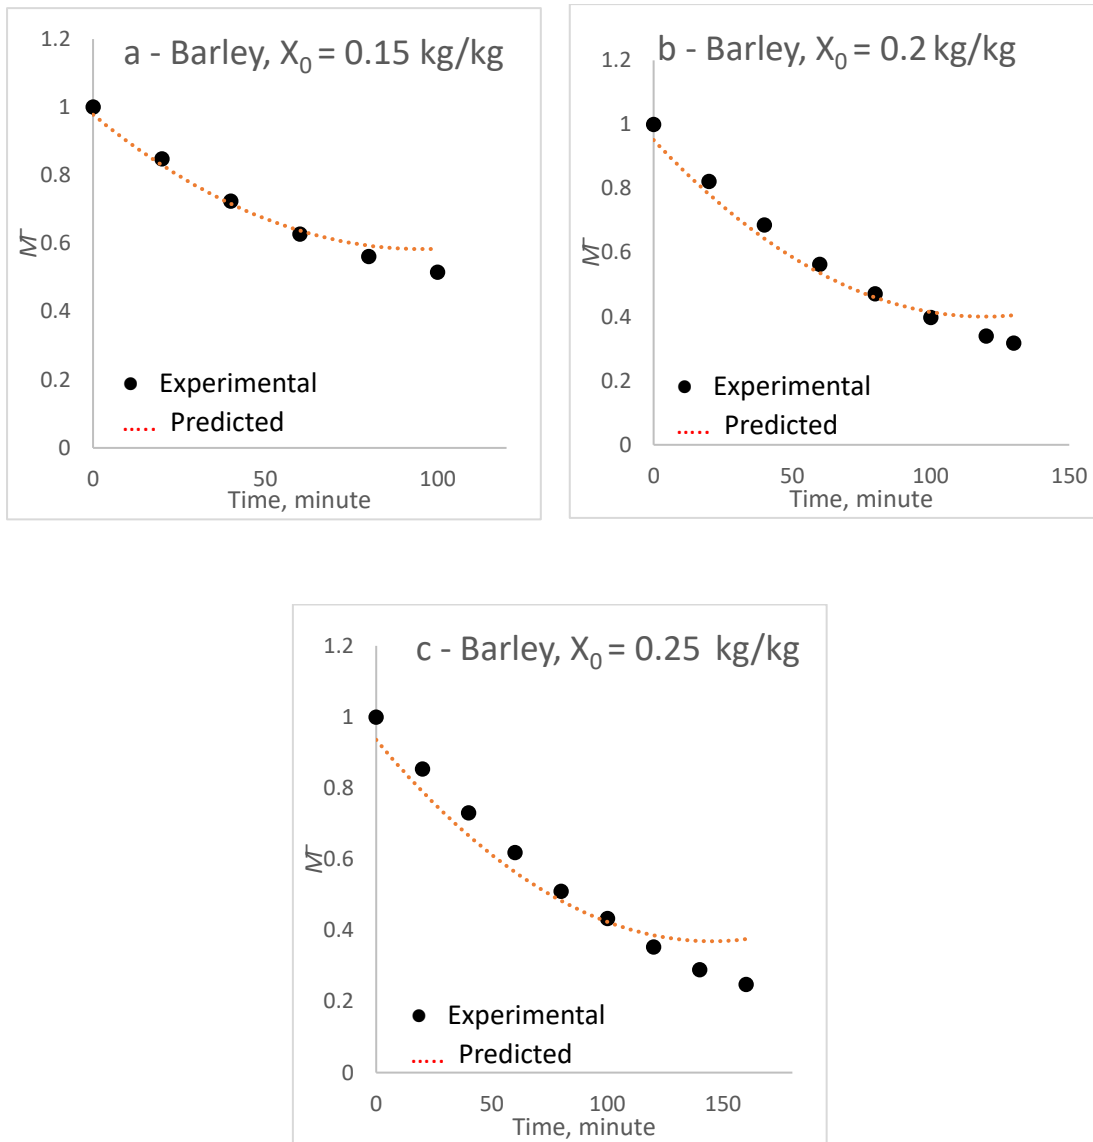 a - Barley, X₀ = 0.15 kg/kg
1.2
1
0.8
0.6
0.4
0.2
0
Experimental
..... Predicted
0 50 100
Time, minute
b - Barley, X₀ = 0.2 kg/kg
1.2
1
0.8
0.6
0.4
0.2
0
Experimental
..... Predicted
0 50 100 150
Time, minute
c - Barley, X₀ = 0.25 kg/kg
1.2
1
0.8
0.6
0.4
0.2
0
Experimental
..... Predicted
0 50 100 150
Time, minute